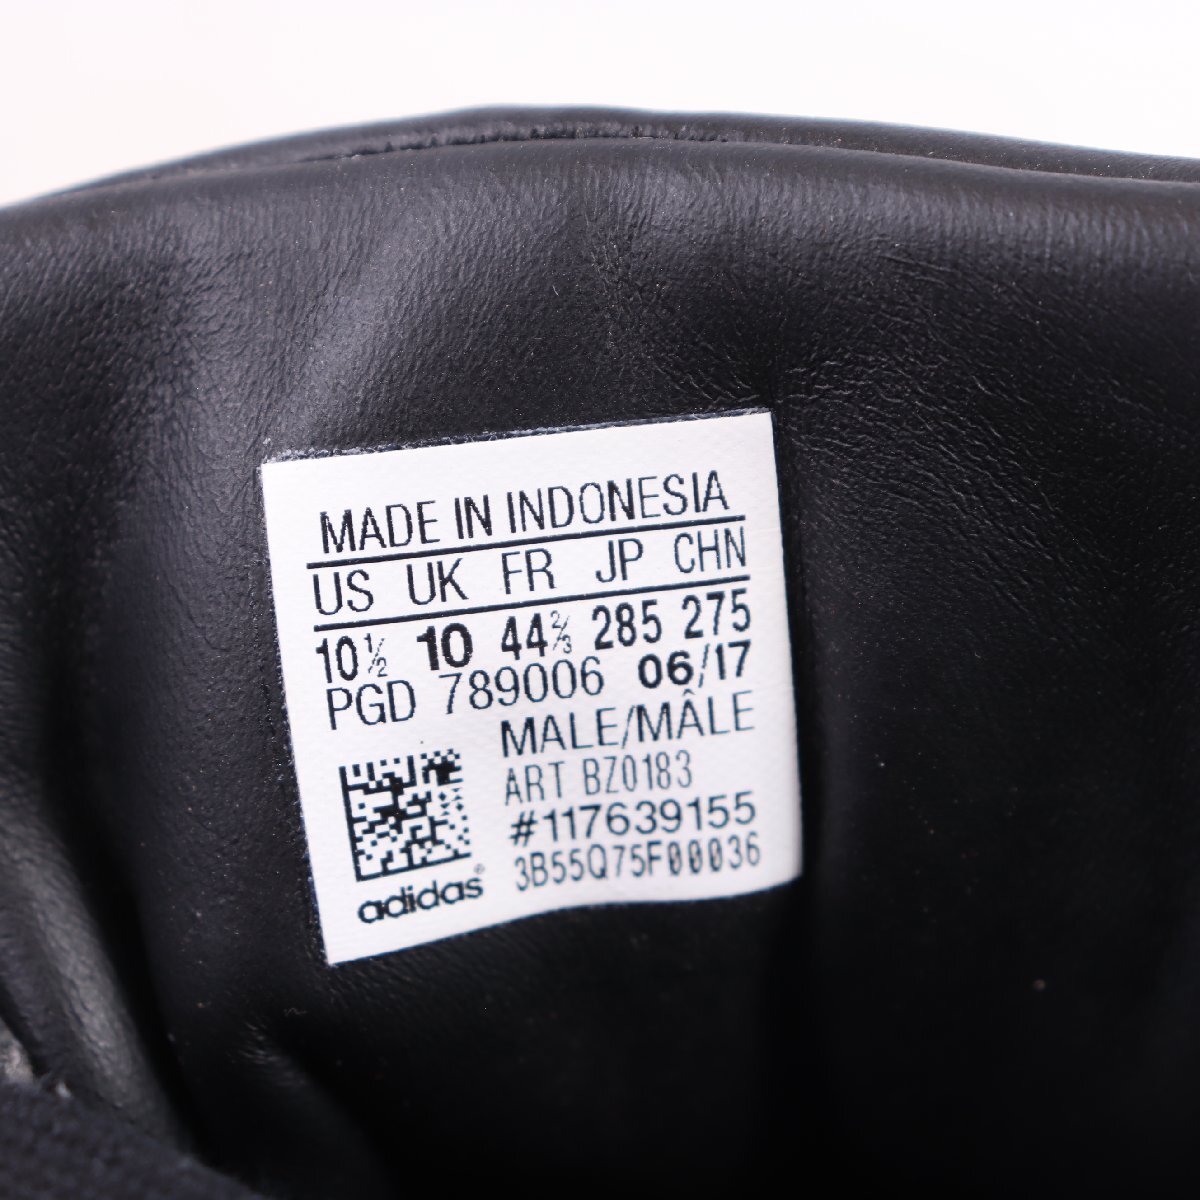 MADE IN INDONESIA
US UK FR JP CHN
10½ 10 44⅔ 285 275
PGD 789006 06/17
MALE/MÂLE
ART BZ0183
#117639155
3B55Q75F00036
adidas®